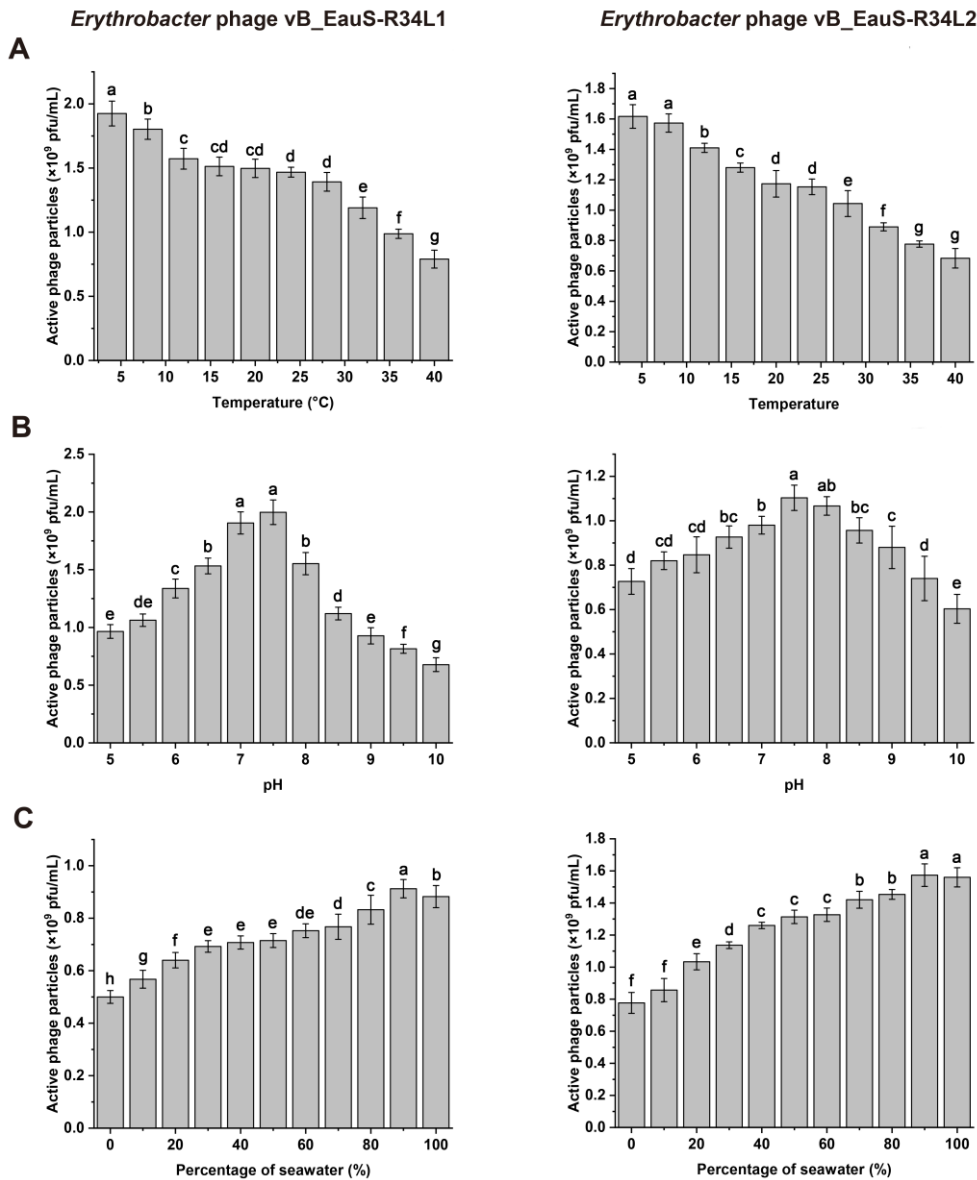 Erythrobacter phage vB_EauS-R34L1
Erythrobacter phage vB_EauS-R34L2
A
Active phage particles (×10⁹ pfu/mL)
2.0
1.5
1.0
0.5
0.0
a
b
c
cd
cd
d
d
e
f
g
5 10 15 20 25 30 35 40
Temperature (°C)
Active phage particles (×10⁹ pfu/mL)
1.8
1.6
1.4
1.2
1.0
0.8
0.6
0.4
0.2
0.0
a
a
b
c
d
d
e
f
g
g
5 10 15 20 25 30 35 40
Temperature
B
Active phage particles (×10⁹ pfu/mL)
2.5
2.0
1.5
1.0
0.5
0.0
e
de
c
b
a
a
b
d
e
f
g
5 6 7 8 9 10
pH
Active phage particles (×10⁹ pfu/mL)
1.2
1.0
0.8
0.6
0.4
0.2
0.0
d
cd
cd
bc
b
a
ab
bc
c
d
e
5 6 7 8 9 10
pH
C
Active phage particles (×10⁹ pfu/mL)
1.0
0.8
0.6
0.4
0.2
0.0
h
g
f
e
e
e
de
d
c
a
b
0 20 40 60 80 100
Percentage of seawater (%)
Active phage particles (×10⁹ pfu/mL)
1.6
1.4
1.2
1.0
0.8
0.6
0.4
0.2
0.0
f
f
e
d
c
c
c
b
b
a
a
0 20 40 60 80 100
Percentage of seawater (%)